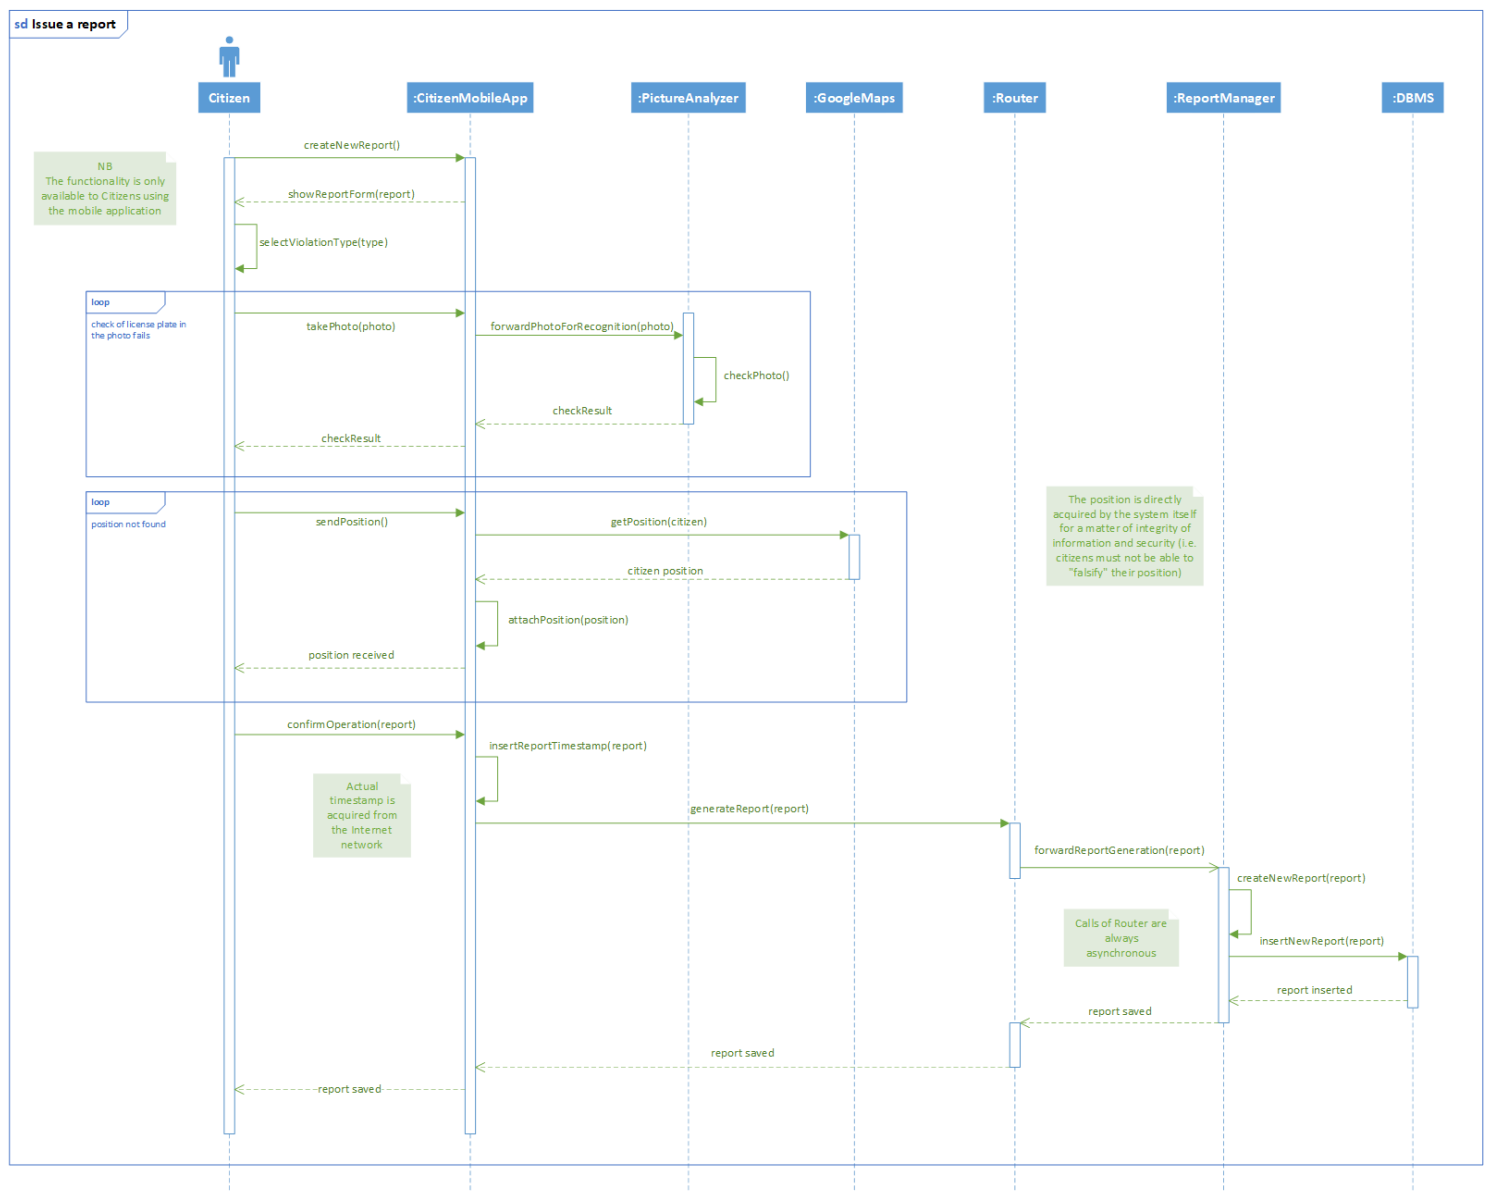 sd Issue a report
Citizen
:CitizenMobileApp
:PictureAnalyzer
:GoogleMaps
:Router
:ReportManager
:DBMS
createNewReport()
NB
The functionality is only
available to Citizens using
the mobile application
showReportForm(report)
selectViolationType(type)
loop
check of license plate in
the photo fails
takePhoto(photo)
forwardPhotoForRecognition(photo)
checkPhoto()
checkResult
checkResult
loop
position not found
sendPosition()
getPosition(citizen)
The position is directly
acquired by the system itself
for a matter of integrity of
information and security (i.e.
citizens must not be able to
"falsify" their position)
citizen position
attachPosition(position)
position received
confirmOperation(report)
insertReportTimestamp(report)
Actual
timestamp is
acquired from
the Internet
network
generateReport(report)
forwardReportGeneration(report)
createNewReport(report)
Calls of Router are
always
asynchronous
insertNewReport(report)
report inserted
report saved
report saved
report saved